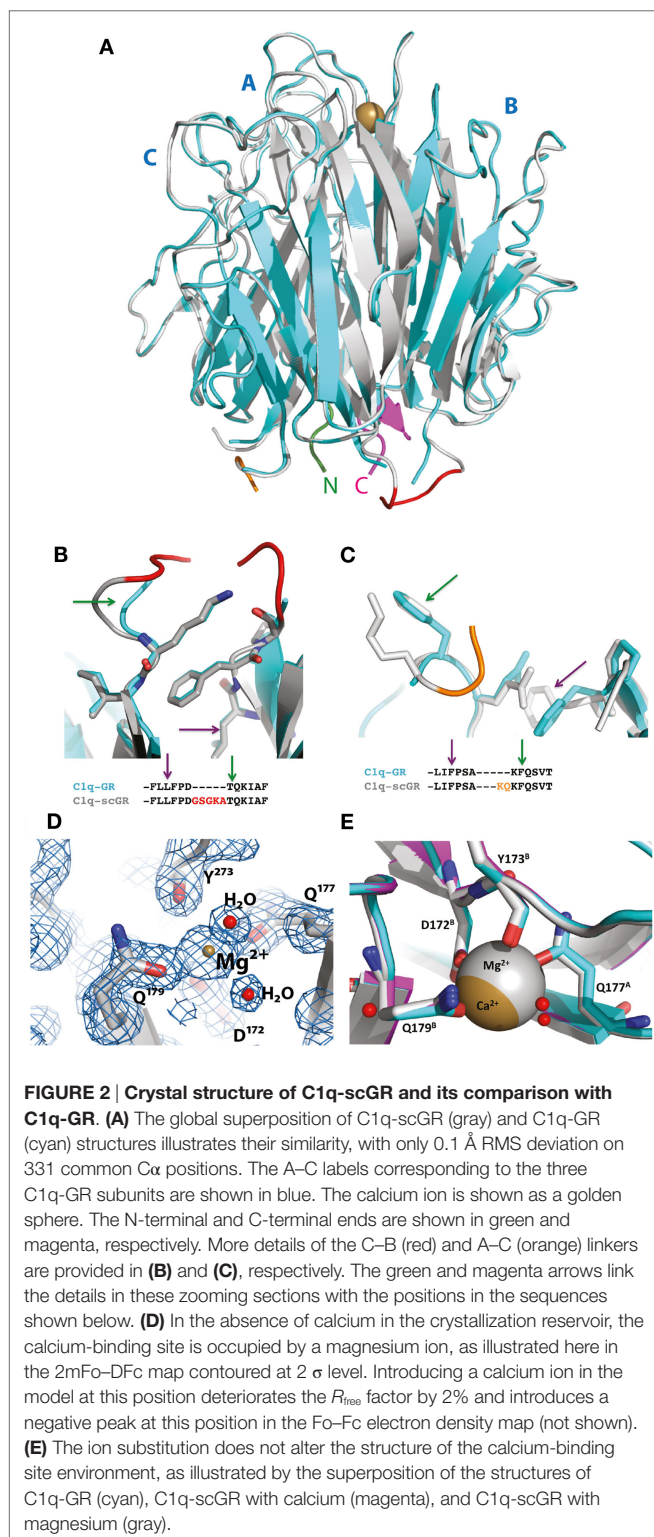 A
A
B
C
N
C
B
C
C1q-GR -FLLFPD-----TQKIAF
C1q-scGR -FLLFPDGSGKATQKIAF
C1q-GR -LIFPSA-----KFQSVT
C1q-scGR -LIFPSA---KQKFQSVT
D
Y273
H2O
Q177
Mg2+
Q179
H2O
D172
E
Y173B
D172B
Mg2+
Q177A
Ca2+
Q179B
FIGURE 2 | Crystal structure of C1q-scGR and its comparison with
C1q-GR. (A) The global superposition of C1q-scGR (gray) and C1q-GR
(cyan) structures illustrates their similarity, with only 0.1 Å RMS deviation on
331 common Cα positions. The A–C labels corresponding to the three
C1q-GR subunits are shown in blue. The calcium ion is shown as a golden
sphere. The N-terminal and C-terminal ends are shown in green and
magenta, respectively. More details of the C–B (red) and A–C (orange) linkers
are provided in (B) and (C), respectively. The green and magenta arrows link
the details in these zooming sections with the positions in the sequences
shown below. (D) In the absence of calcium in the crystallization reservoir, the
calcium-binding site is occupied by a magnesium ion, as illustrated here in
the 2mFo–DFc map contoured at 2 σ level. Introducing a calcium ion in the
model at this position deteriorates the Rfree factor by 2% and introduces a
negative peak at this position in the Fo–Fc electron density map (not shown).
(E) The ion substitution does not alter the structure of the calcium-binding
site environment, as illustrated by the superposition of the structures of
C1q-GR (cyan), C1q-scGR with calcium (magenta), and C1q-scGR with
magnesium (gray).